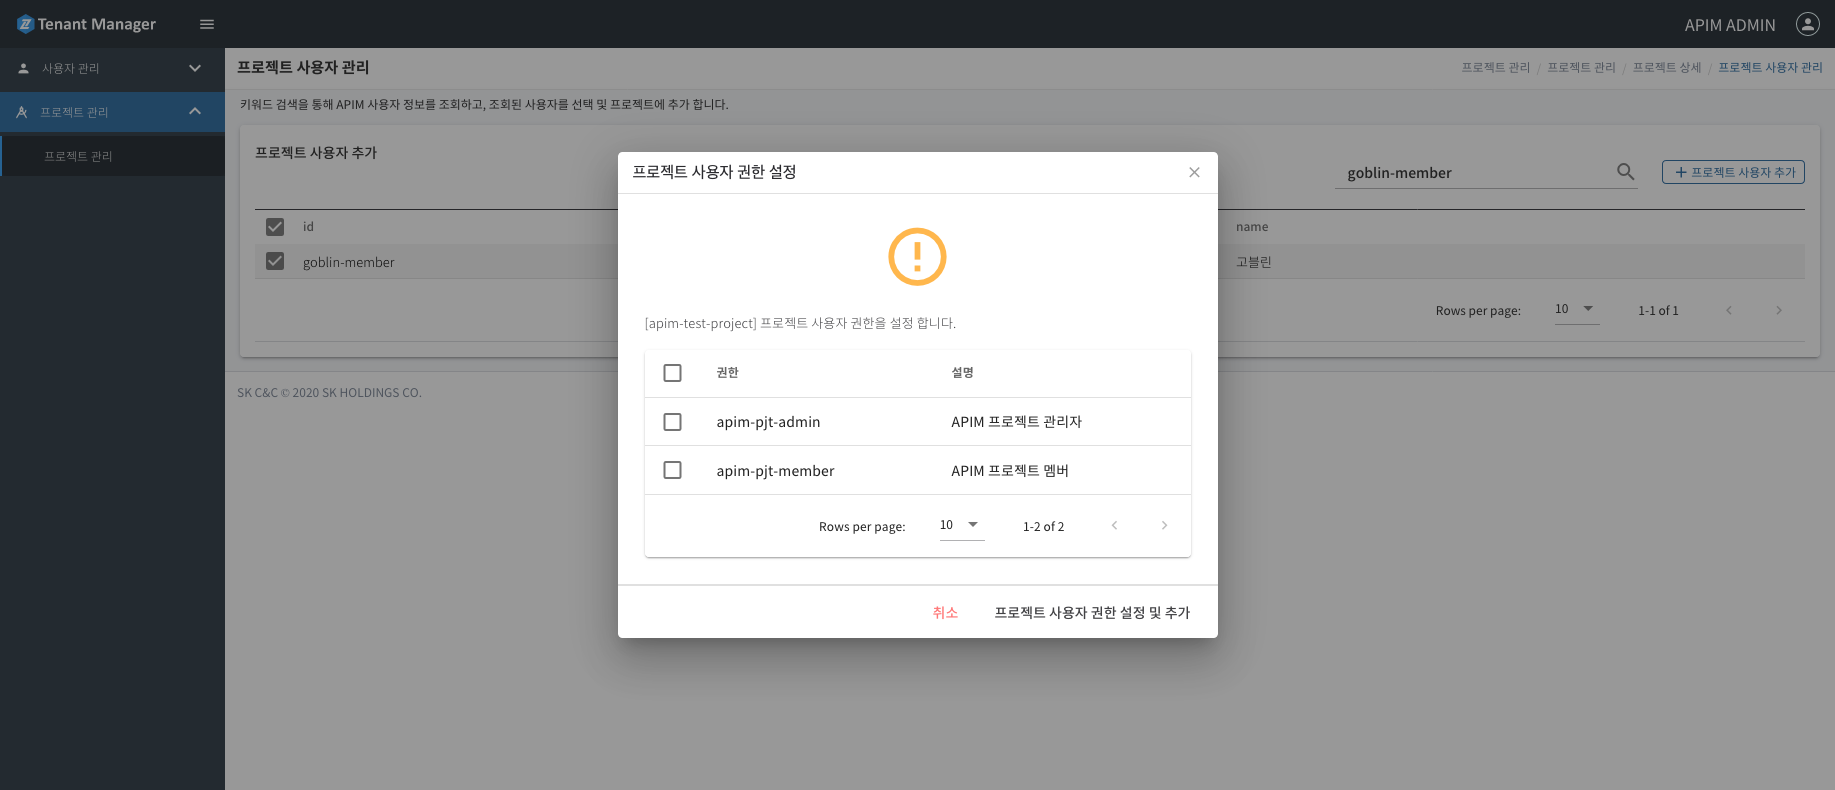 Tenant Manager
APIM ADMIN
사용자 관리
프로젝트 관리
프로젝트 관리
프로젝트 사용자 관리
프로젝트 관리 / 프로젝트 관리 / 프로젝트 상세 / 프로젝트 사용자 관리
키워드 검색을 통해 APIM 사용자 정보를 조회하고, 조회된 사용자를 선택 및 프로젝트에 추가 합니다.
프로젝트 사용자 추가
goblin-member
+ 프로젝트 사용자 추가
id
name
goblin-member
고블린
Rows per page:
10
1-1 of 1
SK C&C © 2020 SK HOLDINGS CO.
프로젝트 사용자 권한 설정
[apim-test-project] 프로젝트 사용자 권한을 설정 합니다.
권한
설명
apim-pjt-admin
APIM 프로젝트 관리자
apim-pjt-member
APIM 프로젝트 멤버
Rows per page:
10
1-2 of 2
취소
프로젝트 사용자 권한 설정 및 추가